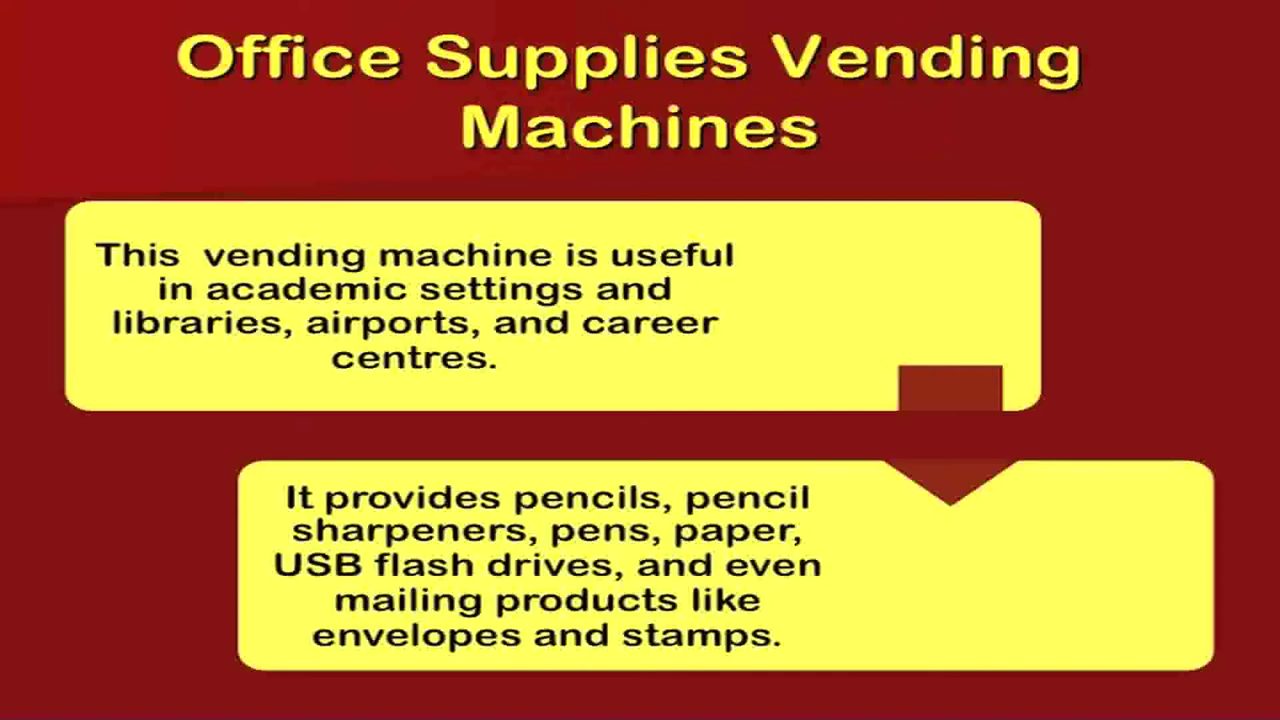 Office Supplies Vending
Machines
This  vending machine is useful
in academic settings and
libraries, airports, and career
centres.
It provides pencils, pencil
sharpeners, pens, paper,
USB flash drives, and even
mailing products like
envelopes and stamps.